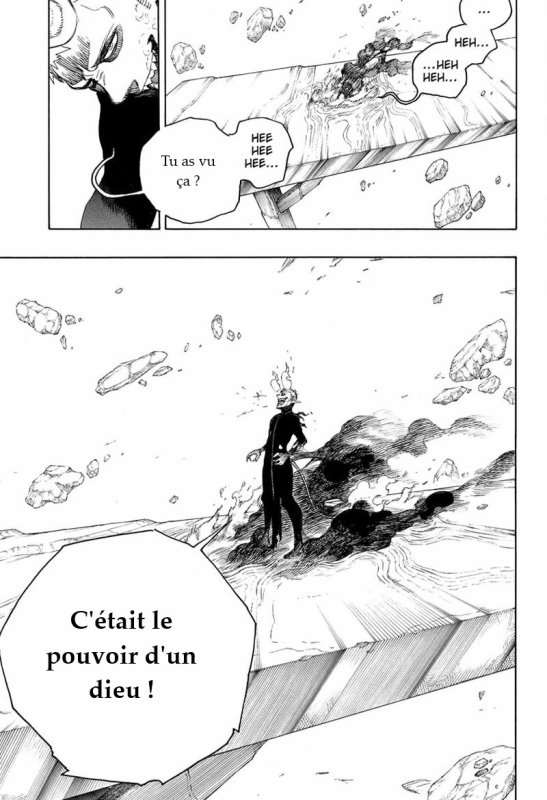 ...
HEH...
...HEH
HEH...
HEE
HEE
HEE...
Tu as vu
ça ?
C'était le
pouvoir d'un
dieu !